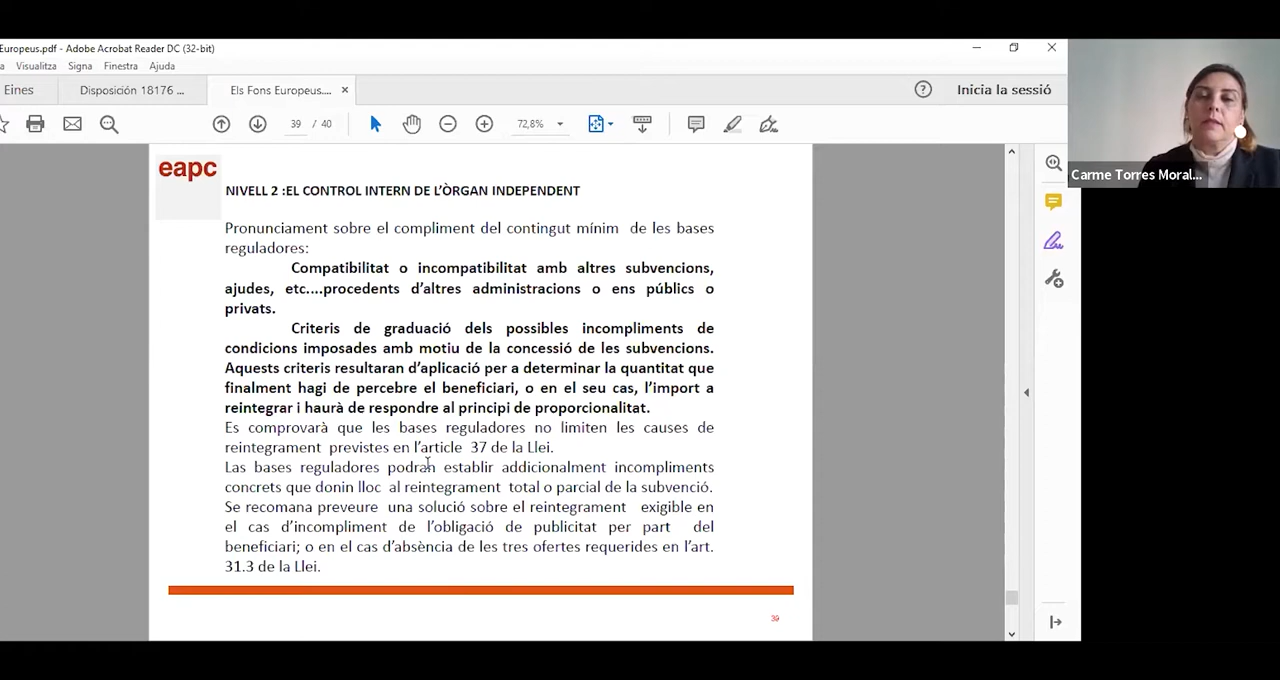 Europeus.pdf - Adobe Acrobat Reader DC (32-bit)
a Visualitza Signa Finestra Ajuda
Eines Disposición 18176 ... Els Fons Europeus.... × Inicia la sessió
39 / 40 72,8%
Carme Torres Moral...
eapc
NIVELL 2 :EL CONTROL INTERN DE L'ÒRGAN INDEPENDENT
Pronunciament sobre el compliment del contingut mínim de les bases
reguladores:
Compatibilitat o incompatibilitat amb altres subvencions,
ajudes, etc....procedents d'altres administracions o ens públics o
privats.
Criteris de graduació dels possibles incompliments de
condicions imposades amb motiu de la concessió de les subvencions.
Aquests criteris resultaran d'aplicació per a determinar la quantitat que
finalment hagi de percebre el beneficiari, o en el seu cas, l'import a
reintegrar i haurà de respondre al principi de proporcionalitat.
Es comprovarà que les bases reguladores no limiten les causes de
reintegrament previstes en l'article 37 de la Llei.
Las bases reguladores podran establir addicionalment incompliments
concrets que donin lloc al reintegrament total o parcial de la subvenció.
Se recomana preveure una solució sobre el reintegrament exigible en
el cas d'incompliment de l'obligació de publicitat per part del
beneficiari; o en el cas d'absència de les tres ofertes requerides en l'art.
31.3 de la Llei.
39